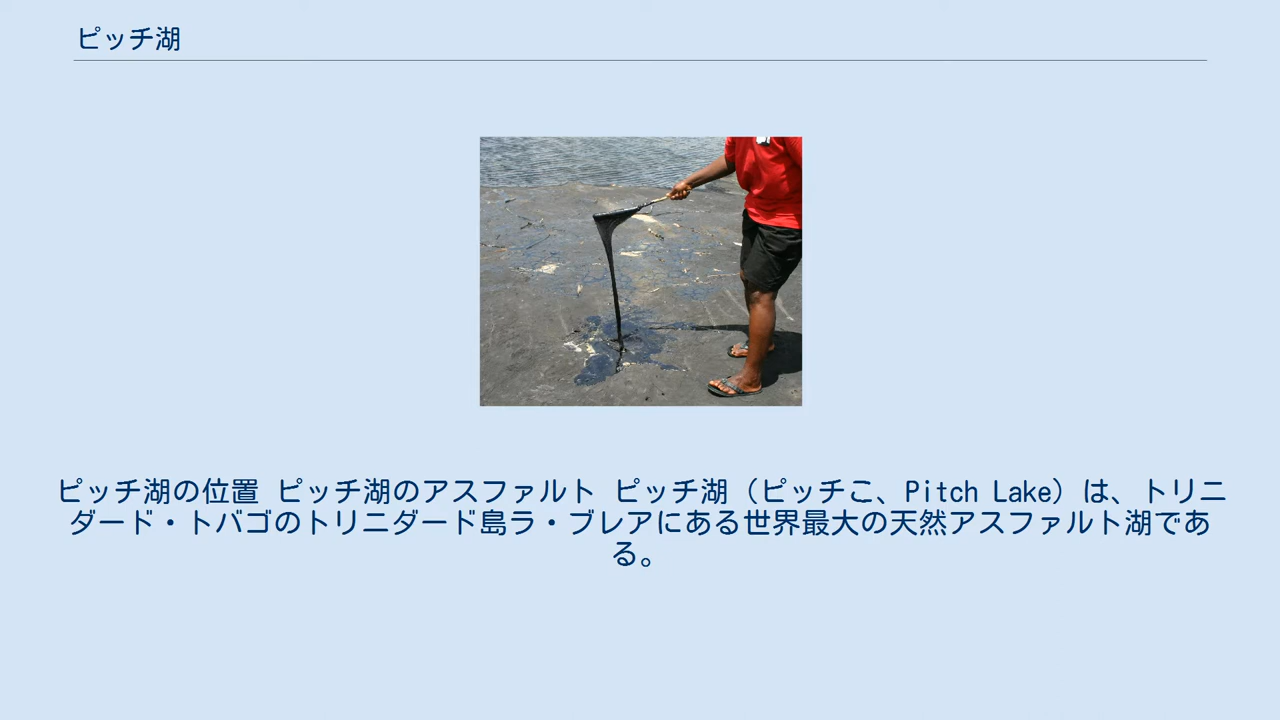 ピッチ湖
ピッチ湖の位置 ピッチ湖のアスファルト ピッチ湖（ピッチこ、Pitch Lake）は、トリニ
ダード・トバゴのトリニダード島ラ・ブレアにある世界最大の天然アスファルト湖であ
る。